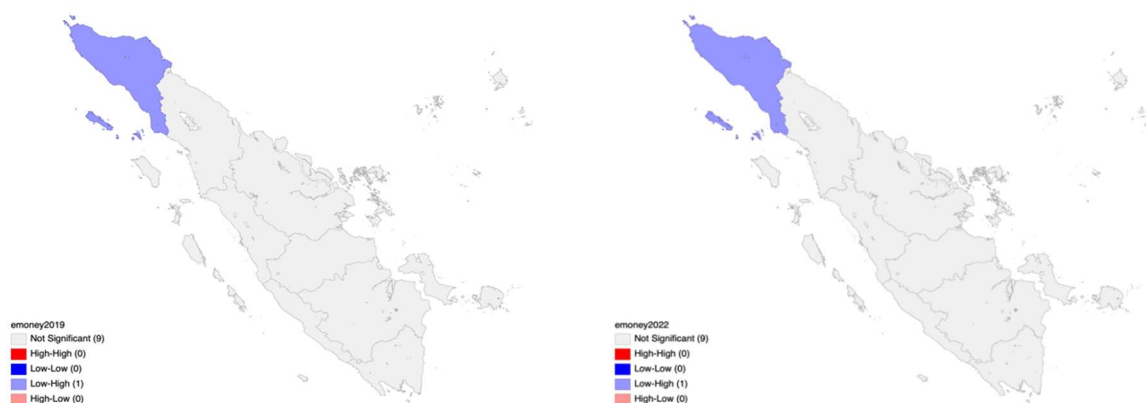 emoney2019
Not Significant (9)
High-High (0)
Low-Low (0)
Low-High (1)
High-Low (0)
emoney2022
Not Significant (9)
High-High (0)
Low-Low (0)
Low-High (1)
High-Low (0)